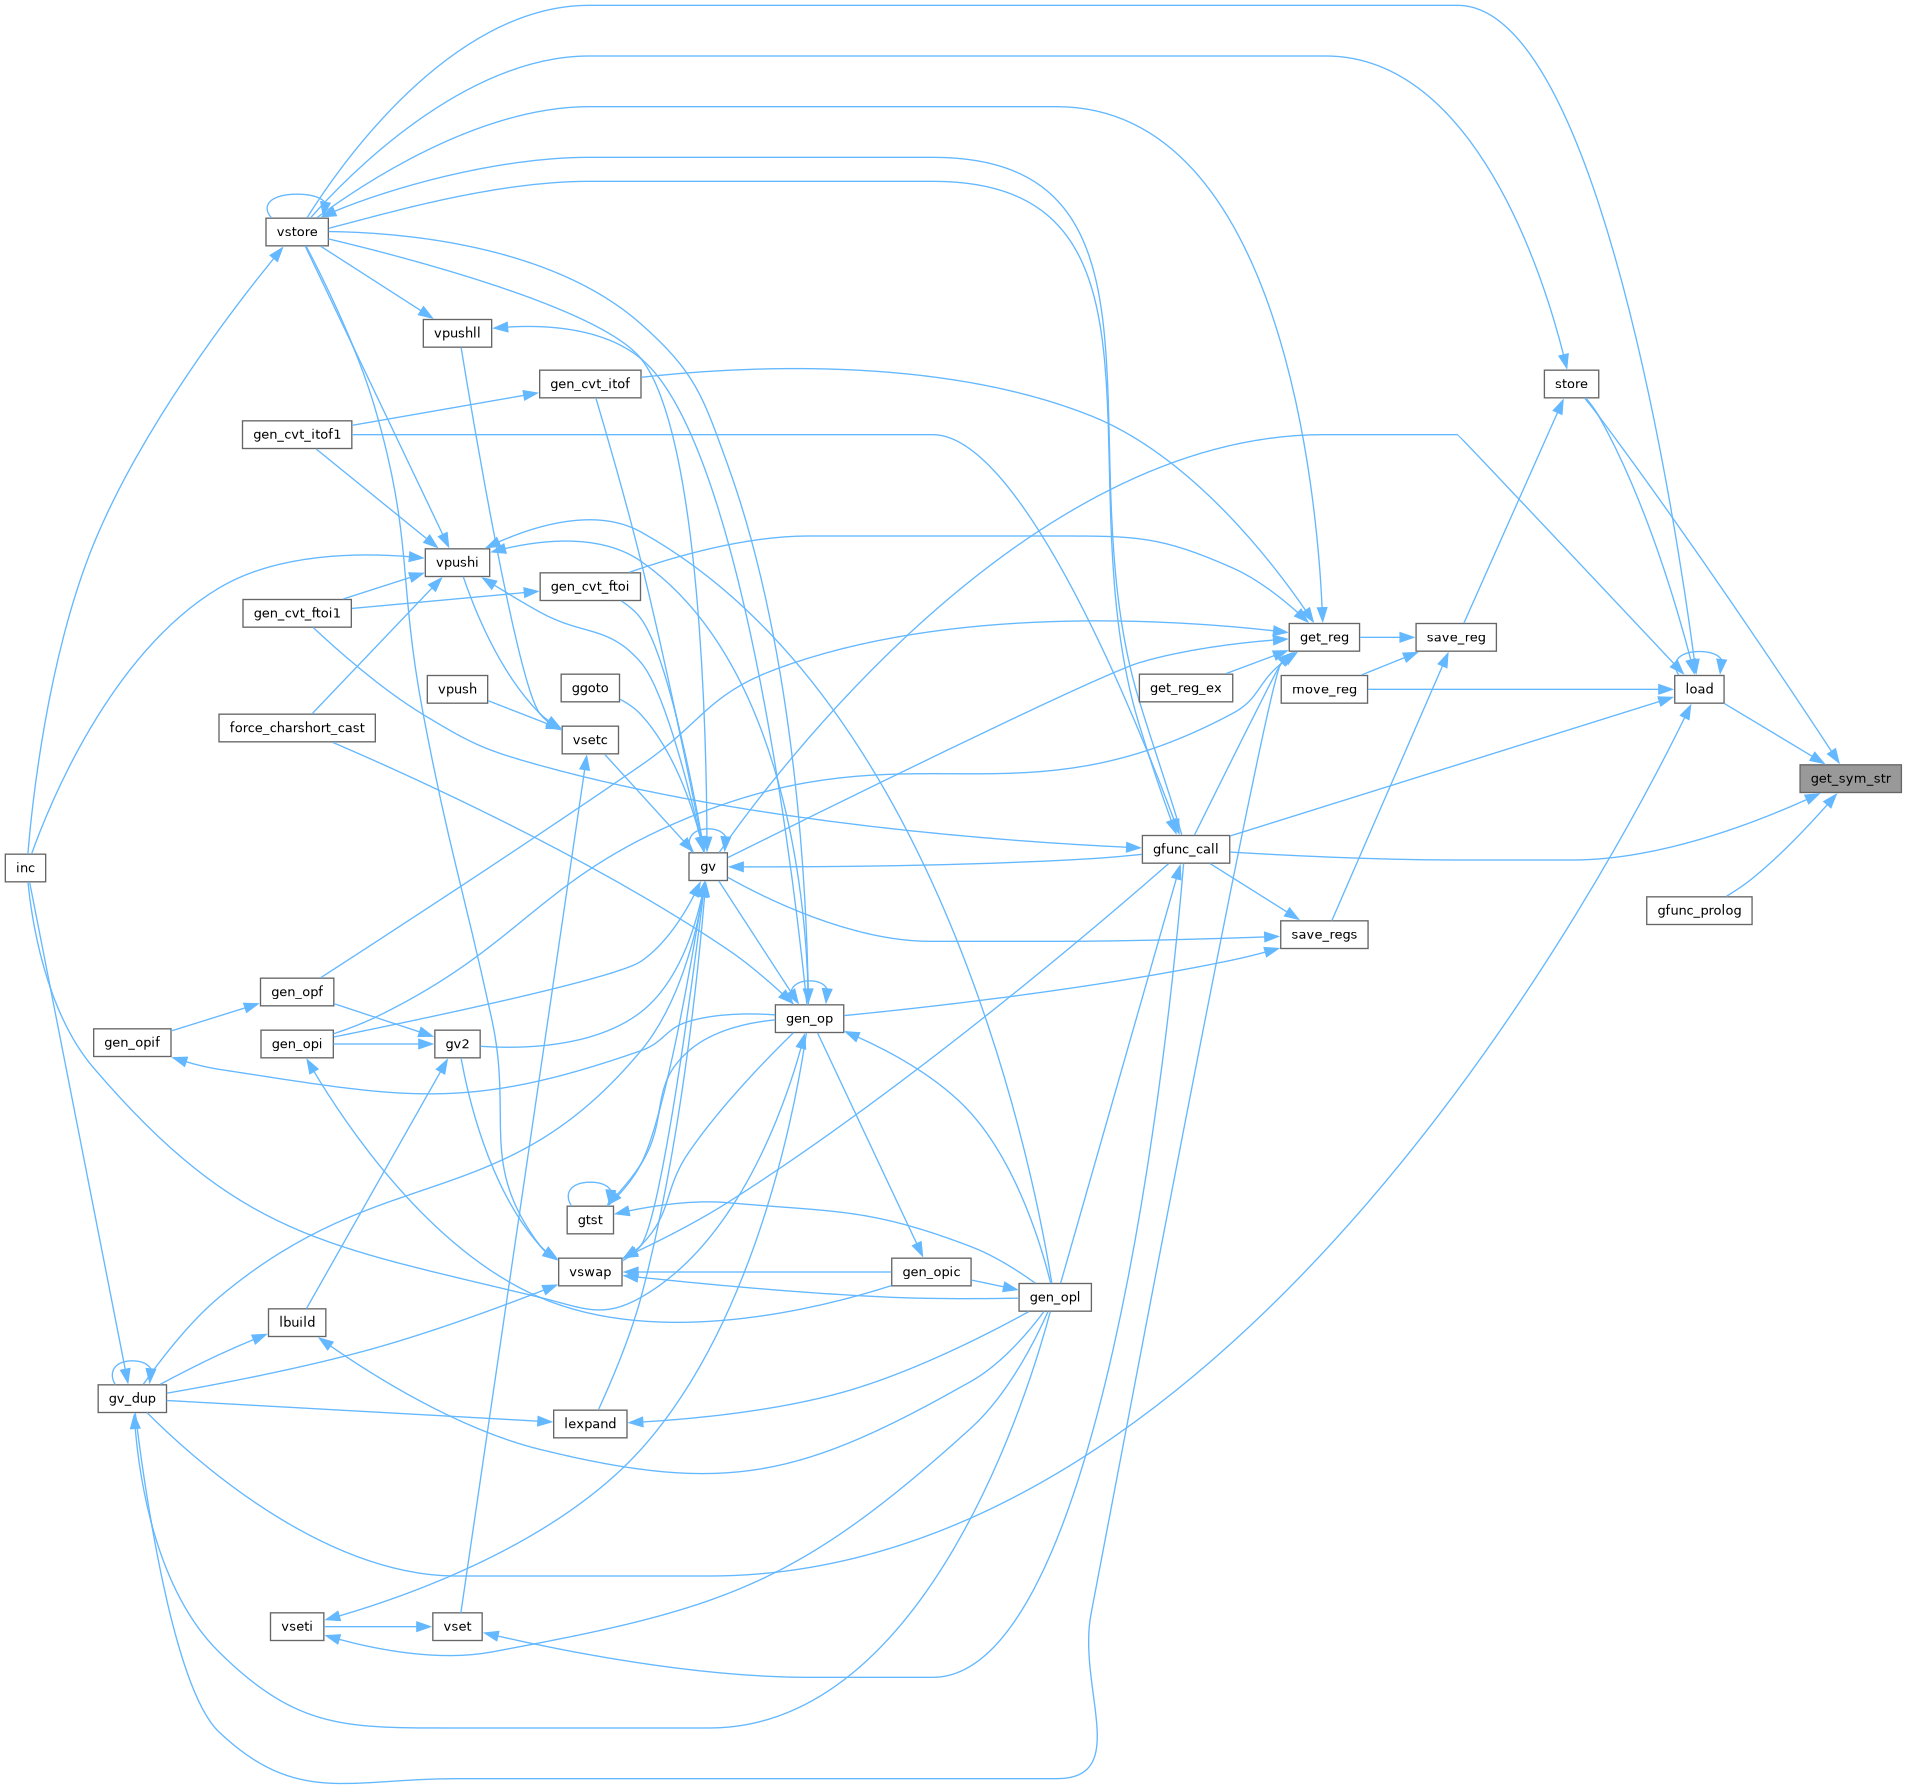 vstore
vpushll
gen_cvt_itof
store
gen_cvt_itof1
vpushi
gen_cvt_ftoi
gen_cvt_ftoi1
get_reg
save_reg
vpush
ggoto
get_reg_ex
move_reg
load
force_charshort_cast
vsetc
get_sym_str
inc
gv
gfunc_call
gfunc_prolog
save_regs
gen_opf
gen_op
gen_opif
gen_opi
gv2
gtst
vswap
gen_opic
gen_opl
lbuild
gv_dup
lexpand
vseti
vset